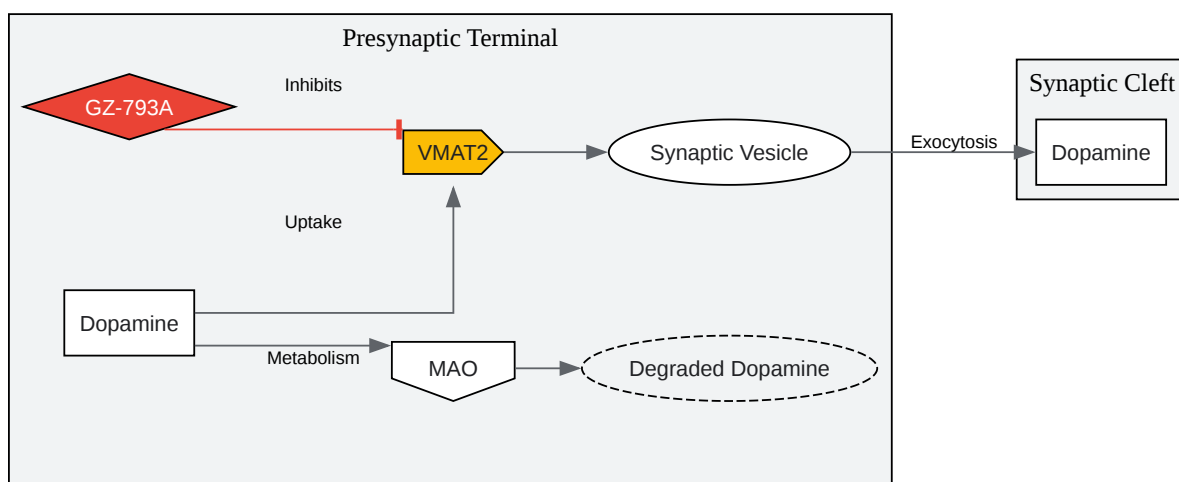 Presynaptic Terminal
Inhibits
GZ-793A
Synaptic Cleft
VMAT2
Synaptic Vesicle
Exocytosis
Dopamine
Uptake
Dopamine
Metabolism
MAO
Degraded Dopamine